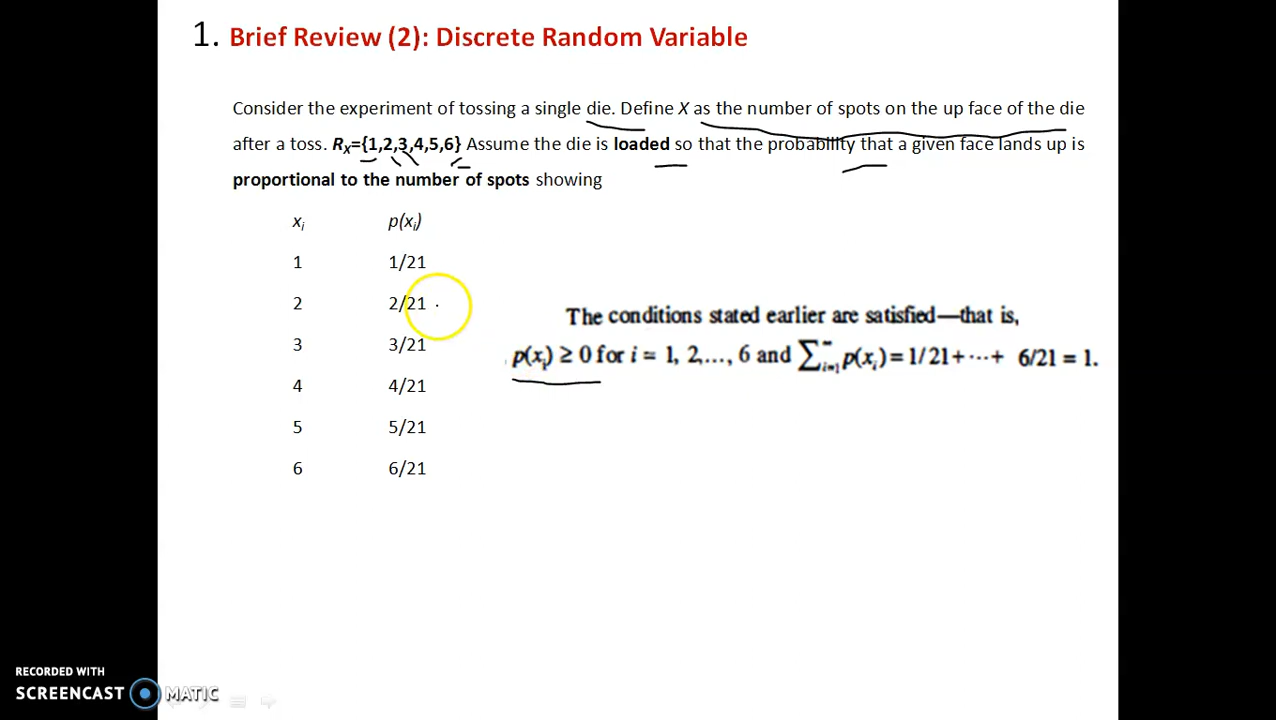 1. Brief Review (2): Discrete Random Variable
Consider the experiment of tossing a single die. Define X as the number of spots on the up face of the die
after a toss. Rx={1,2,3,4,5,6} Assume the die is loaded so that the probability that a given face lands up is
proportional to the number of spots showing
xi p(xi)
1 1/21
2 2/21
3 3/21
4 4/21
5 5/21
6 6/21
The conditions stated earlier are satisfied—that is,
p(xi) ≥ 0 for i = 1, 2,..., 6 and ∑∞i=1 p(xi) = 1/21+···+ 6/21 = 1.
RECORDED WITH
SCREENCAST MATIC